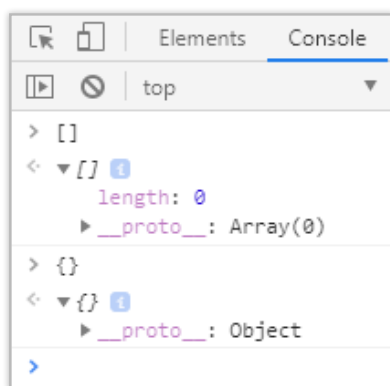 Elements Console
top
> []
<· ▼[] i
length: 0
▶__proto__: Array(0)
> {}
<· ▼{} i
▶__proto__: Object
>